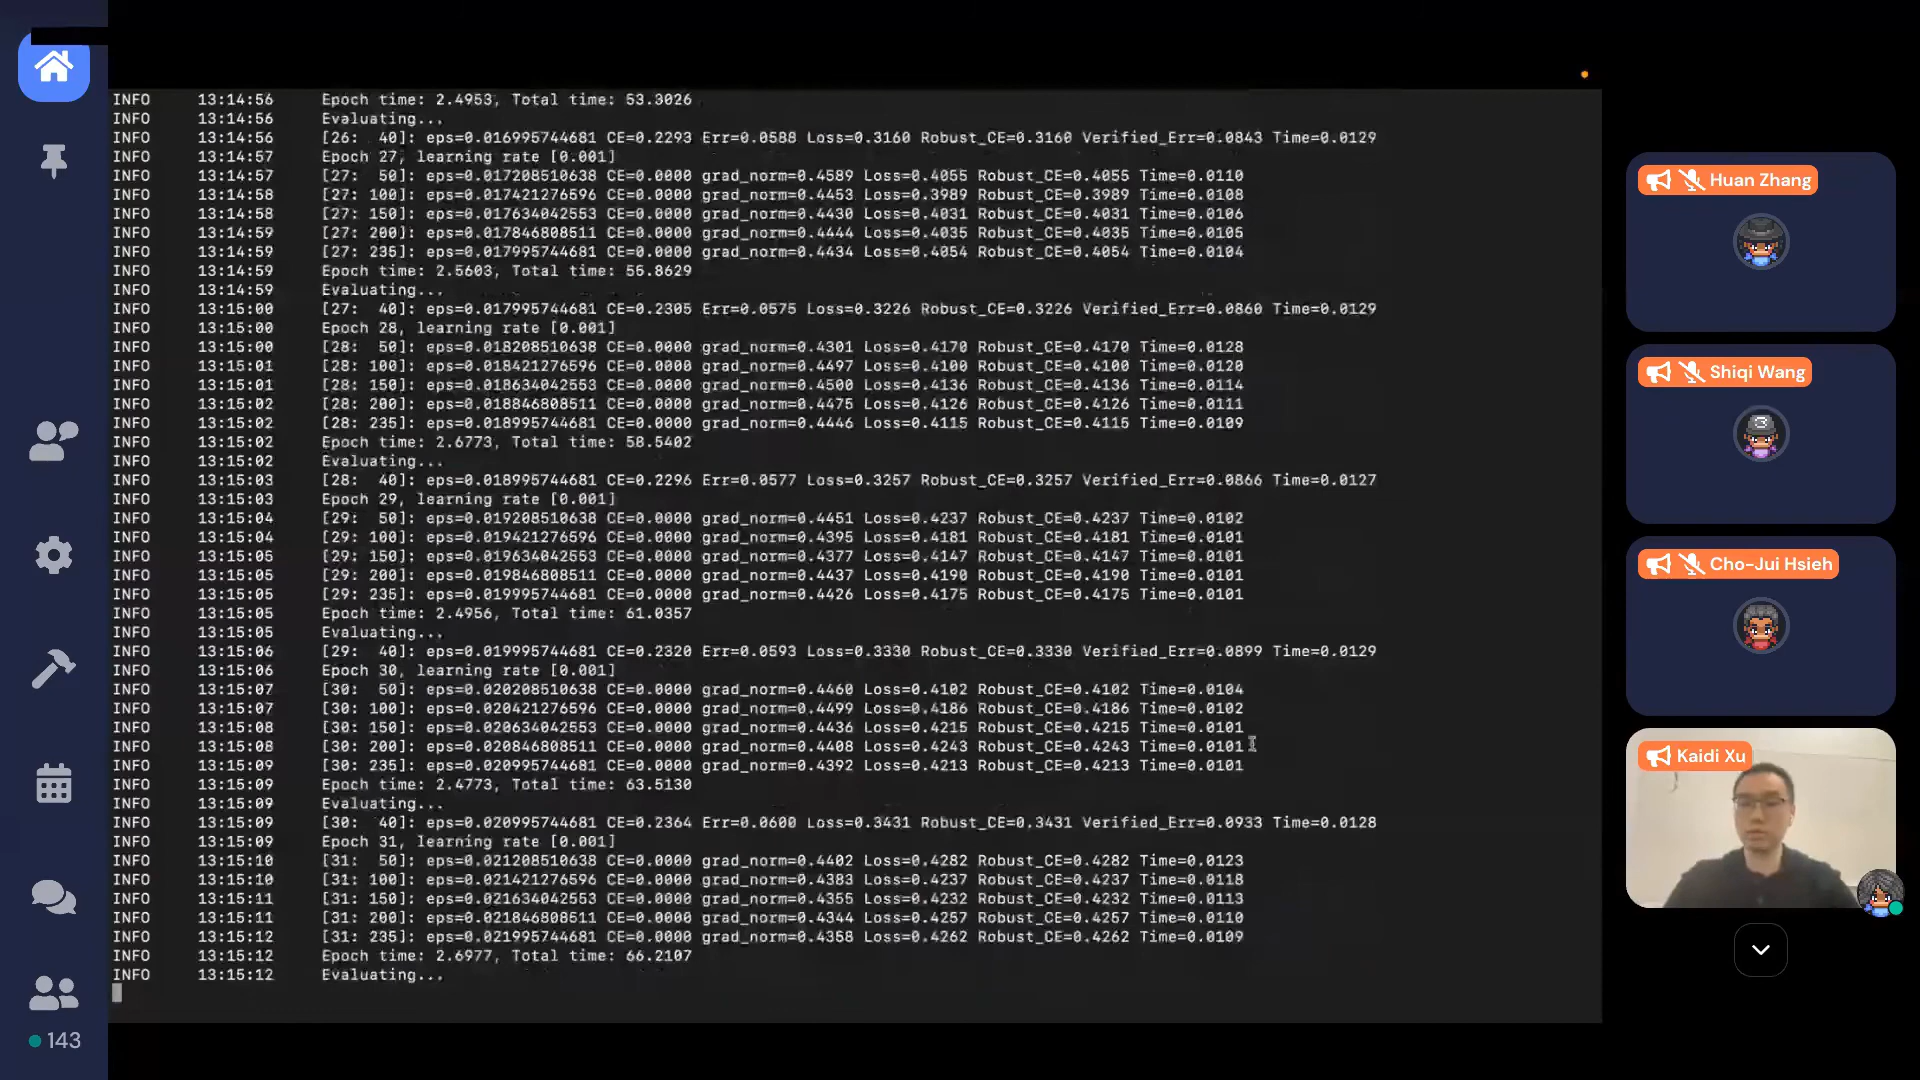 INFO 13:14:56 Epoch time: 2.4953, Total time: 53.3026
INFO 13:14:56 Evaluating...
INFO 13:14:56 [26: 40]: eps=0.016995744681 CE=0.2293 Err=0.0588 Loss=0.3160 Robust_CE=0.3160 Verified_Err=0.0843 Time=0.0129
INFO 13:14:57 Epoch 27, learning rate [0.001]
INFO 13:14:57 [27: 50]: eps=0.017208510638 CE=0.0000 grad_norm=0.4589 Loss=0.4055 Robust_CE=0.4055 Time=0.0110
INFO 13:14:58 [27: 100]: eps=0.017421276596 CE=0.0000 grad_norm=0.4453 Loss=0.3989 Robust_CE=0.3989 Time=0.0108
INFO 13:14:58 [27: 150]: eps=0.017634042553 CE=0.0000 grad_norm=0.4430 Loss=0.4031 Robust_CE=0.4031 Time=0.0106
INFO 13:14:59 [27: 200]: eps=0.017846808511 CE=0.0000 grad_norm=0.4444 Loss=0.4035 Robust_CE=0.4035 Time=0.0105
INFO 13:14:59 [27: 235]: eps=0.017995744681 CE=0.0000 grad_norm=0.4434 Loss=0.4054 Robust_CE=0.4054 Time=0.0104
INFO 13:14:59 Epoch time: 2.5603, Total time: 55.8629
INFO 13:14:59 Evaluating...
INFO 13:15:00 [27: 40]: eps=0.017995744681 CE=0.2305 Err=0.0575 Loss=0.3226 Robust_CE=0.3226 Verified_Err=0.0860 Time=0.0129
INFO 13:15:00 Epoch 28, learning rate [0.001]
INFO 13:15:00 [28: 50]: eps=0.018208510638 CE=0.0000 grad_norm=0.4301 Loss=0.4170 Robust_CE=0.4170 Time=0.0128
INFO 13:15:01 [28: 100]: eps=0.018421276596 CE=0.0000 grad_norm=0.4497 Loss=0.4100 Robust_CE=0.4100 Time=0.0120
INFO 13:15:01 [28: 150]: eps=0.018634042553 CE=0.0000 grad_norm=0.4500 Loss=0.4136 Robust_CE=0.4136 Time=0.0114
INFO 13:15:02 [28: 200]: eps=0.018846808511 CE=0.0000 grad_norm=0.4475 Loss=0.4126 Robust_CE=0.4126 Time=0.0111
INFO 13:15:02 [28: 235]: eps=0.018995744681 CE=0.0000 grad_norm=0.4446 Loss=0.4115 Robust_CE=0.4115 Time=0.0109
INFO 13:15:02 Epoch time: 2.6773, Total time: 58.5402
INFO 13:15:02 Evaluating...
INFO 13:15:03 [28: 40]: eps=0.018995744681 CE=0.2296 Err=0.0577 Loss=0.3257 Robust_CE=0.3257 Verified_Err=0.0866 Time=0.0127
INFO 13:15:03 Epoch 29, learning rate [0.001]
INFO 13:15:04 [29: 50]: eps=0.019208510638 CE=0.0000 grad_norm=0.4451 Loss=0.4237 Robust_CE=0.4237 Time=0.0102
INFO 13:15:04 [29: 100]: eps=0.019421276596 CE=0.0000 grad_norm=0.4395 Loss=0.4181 Robust_CE=0.4181 Time=0.0101
INFO 13:15:05 [29: 150]: eps=0.019634042553 CE=0.0000 grad_norm=0.4377 Loss=0.4147 Robust_CE=0.4147 Time=0.0101
INFO 13:15:05 [29: 200]: eps=0.019846808511 CE=0.0000 grad_norm=0.4437 Loss=0.4190 Robust_CE=0.4190 Time=0.0101
INFO 13:15:05 [29: 235]: eps=0.019995744681 CE=0.0000 grad_norm=0.4426 Loss=0.4175 Robust_CE=0.4175 Time=0.0101
INFO 13:15:05 Epoch time: 2.4956, Total time: 61.0357
INFO 13:15:05 Evaluating...
INFO 13:15:06 [29: 40]: eps=0.019995744681 CE=0.2320 Err=0.0593 Loss=0.3330 Robust_CE=0.3330 Verified_Err=0.0899 Time=0.0129
INFO 13:15:06 Epoch 30, learning rate [0.001]
INFO 13:15:07 [30: 50]: eps=0.020208510638 CE=0.0000 grad_norm=0.4460 Loss=0.4102 Robust_CE=0.4102 Time=0.0104
INFO 13:15:07 [30: 100]: eps=0.020421276596 CE=0.0000 grad_norm=0.4499 Loss=0.4186 Robust_CE=0.4186 Time=0.0102
INFO 13:15:08 [30: 150]: eps=0.020634042553 CE=0.0000 grad_norm=0.4436 Loss=0.4215 Robust_CE=0.4215 Time=0.0101
INFO 13:15:08 [30: 200]: eps=0.020846808511 CE=0.0000 grad_norm=0.4408 Loss=0.4243 Robust_CE=0.4243 Time=0.0101
INFO 13:15:09 [30: 235]: eps=0.020995744681 CE=0.0000 grad_norm=0.4392 Loss=0.4213 Robust_CE=0.4213 Time=0.0101
INFO 13:15:09 Epoch time: 2.4773, Total time: 63.5130
INFO 13:15:09 Evaluating...
INFO 13:15:09 [30: 40]: eps=0.020995744681 CE=0.2364 Err=0.0600 Loss=0.3431 Robust_CE=0.3431 Verified_Err=0.0933 Time=0.0128
INFO 13:15:09 Epoch 31, learning rate [0.001]
INFO 13:15:10 [31: 50]: eps=0.021208510638 CE=0.0000 grad_norm=0.4402 Loss=0.4282 Robust_CE=0.4282 Time=0.0123
INFO 13:15:10 [31: 100]: eps=0.021421276596 CE=0.0000 grad_norm=0.4383 Loss=0.4237 Robust_CE=0.4237 Time=0.0118
INFO 13:15:11 [31: 150]: eps=0.021634042553 CE=0.0000 grad_norm=0.4355 Loss=0.4232 Robust_CE=0.4232 Time=0.0113
INFO 13:15:11 [31: 200]: eps=0.021846808511 CE=0.0000 grad_norm=0.4344 Loss=0.4257 Robust_CE=0.4257 Time=0.0110
INFO 13:15:12 [31: 235]: eps=0.021995744681 CE=0.0000 grad_norm=0.4358 Loss=0.4262 Robust_CE=0.4262 Time=0.0109
INFO 13:15:12 Epoch time: 2.6977, Total time: 66.2107
INFO 13:15:12 Evaluating...
Huan Zhang
Shiqi Wang
Cho-Jui Hsieh
Kaidi Xu
143